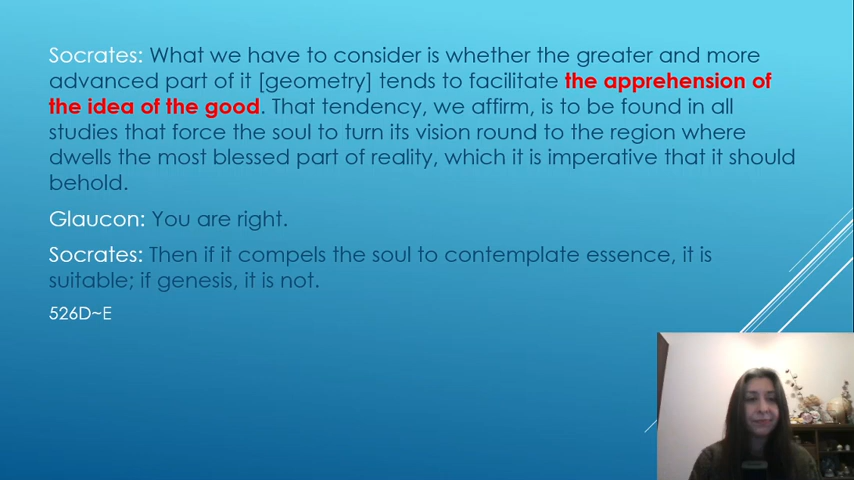 Socrates: What we have to consider is whether the greater and more
advanced part of it [geometry] tends to facilitate the apprehension of
the idea of the good. That tendency, we affirm, is to be found in all
studies that force the soul to turn its vision round to the region where
dwells the most blessed part of reality, which it is imperative that it should
behold.
Glaucon: You are right.
Socrates: Then if it compels the soul to contemplate essence, it is
suitable; if genesis, it is not.
526D~E